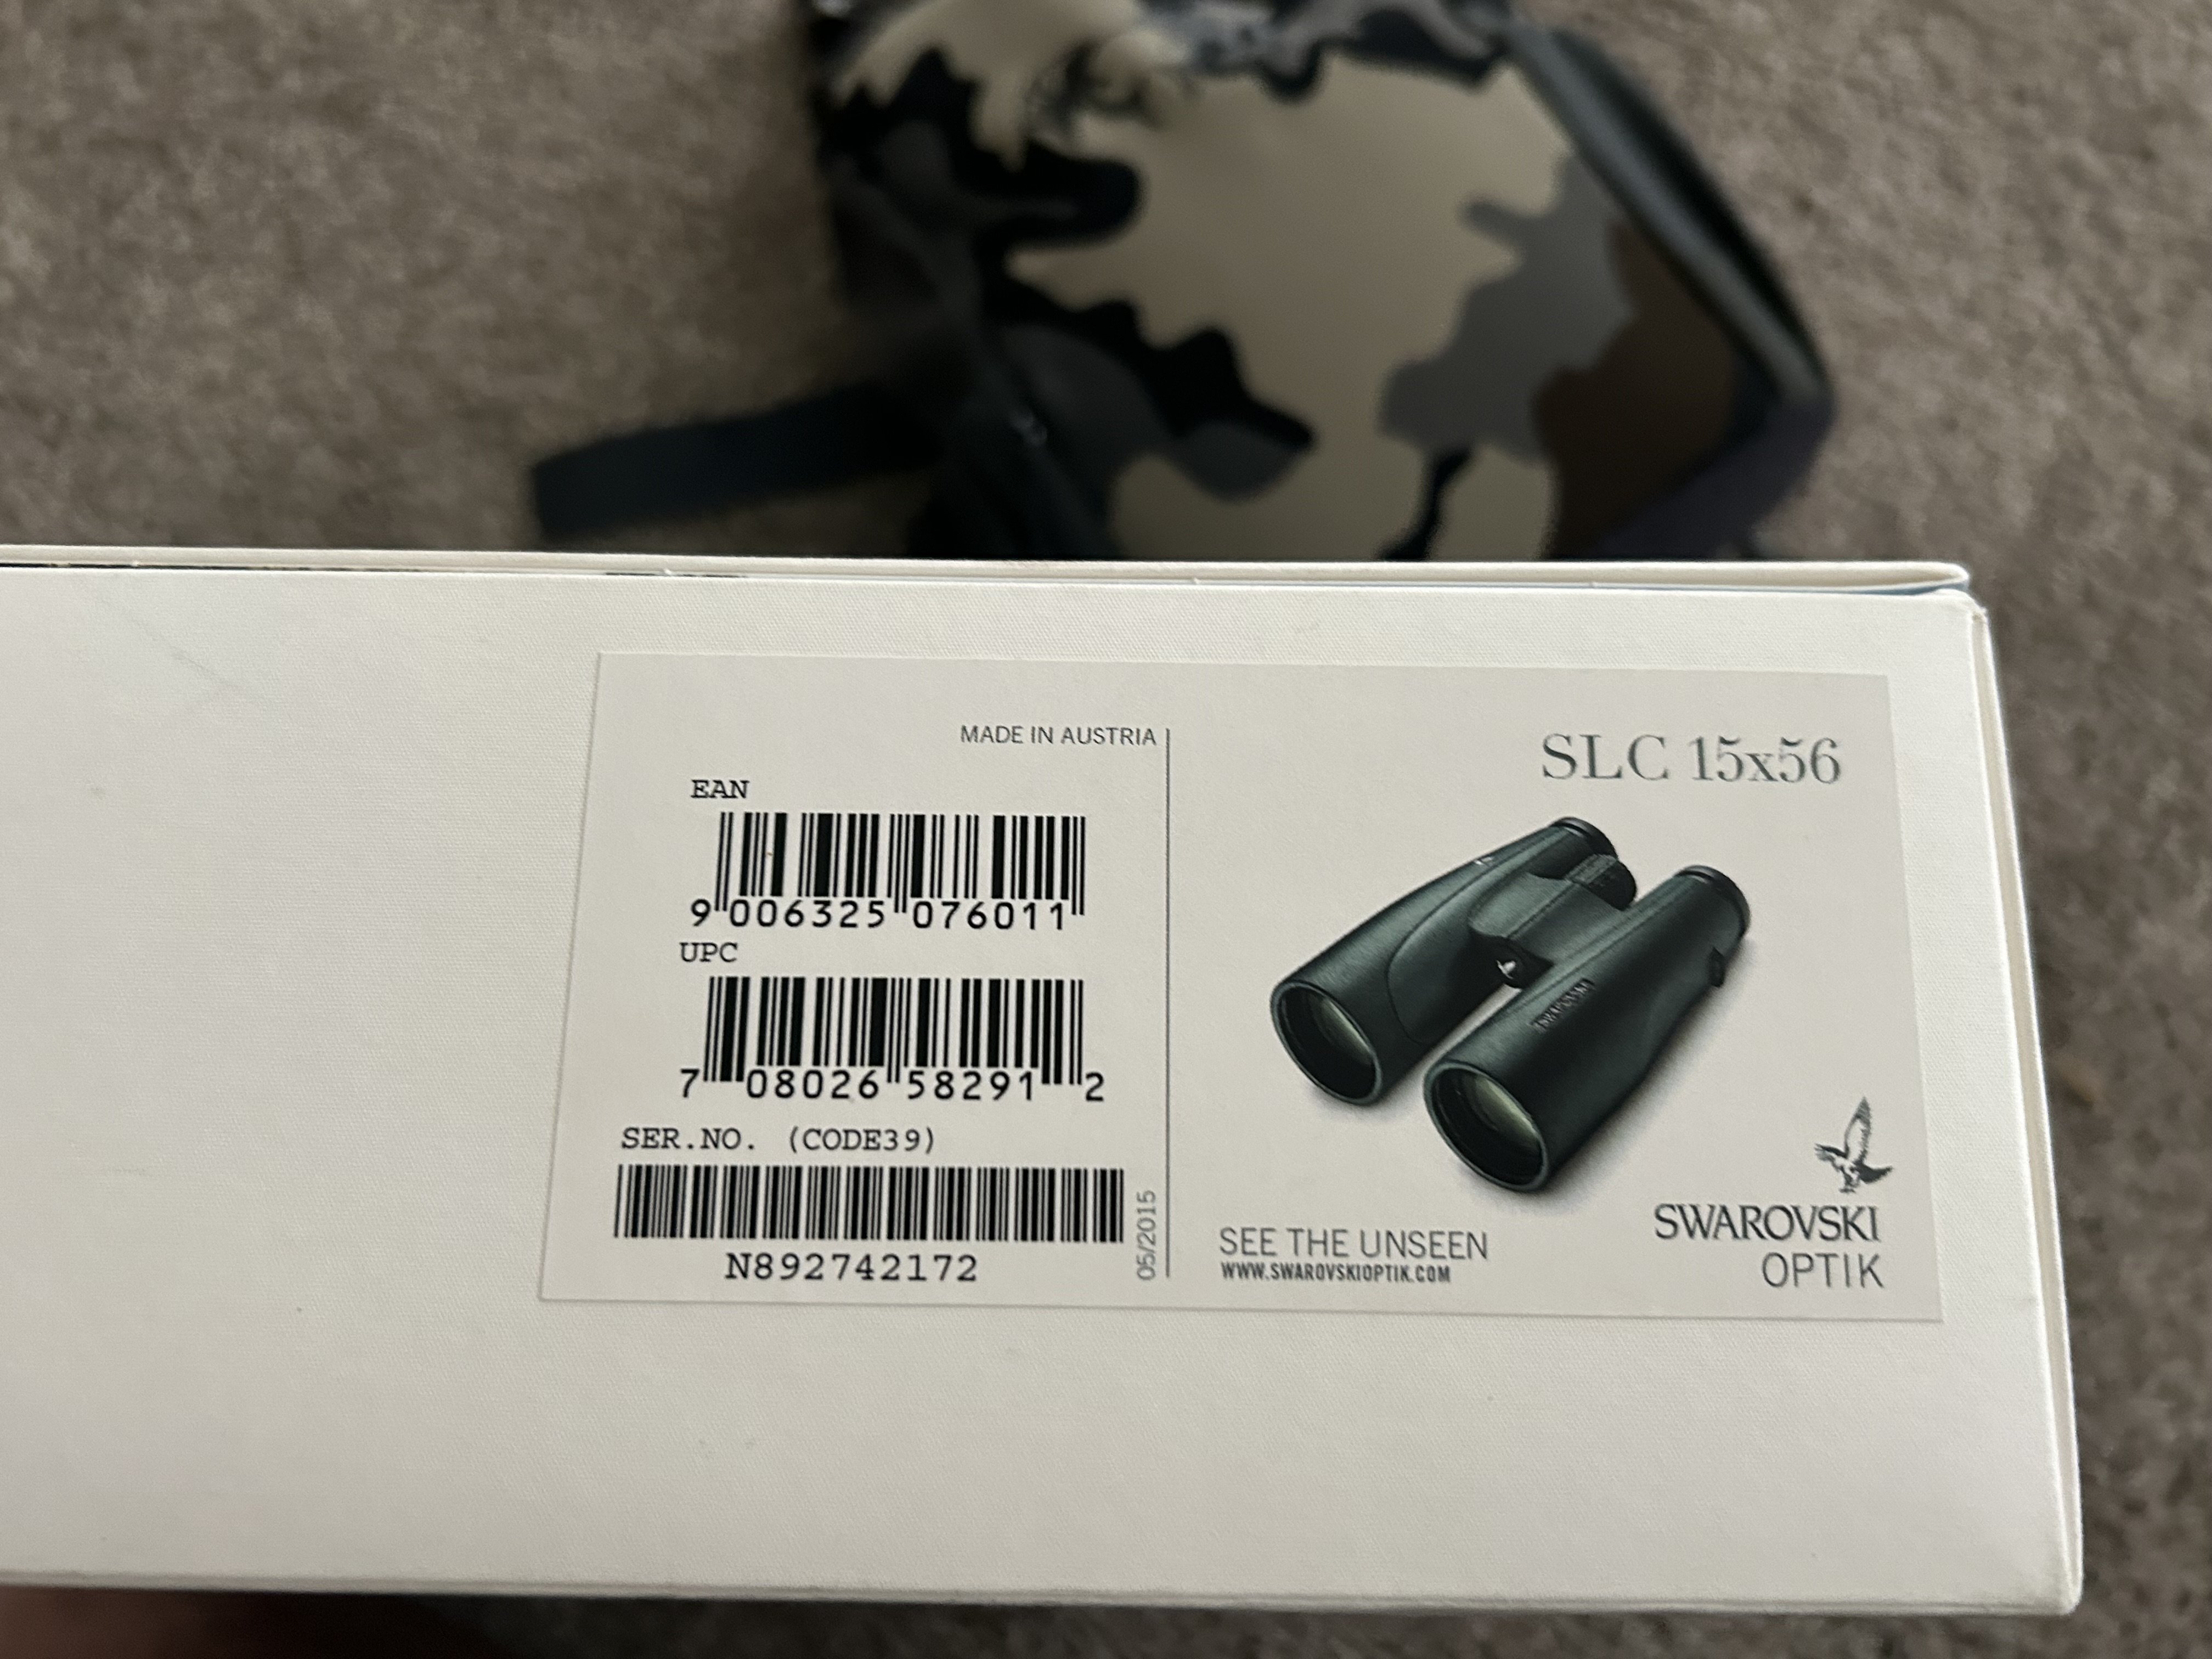 MADE IN AUSTRIA
EAN
9 006325 076011
UPC
7 08026 58291 2
SER.NO. (CODE39)
N892742172
05/2015
SLC 15x56
SWAROVSKI
SEE THE UNSEEN
WWW.SWAROVSKIOPTIK.COM
SWAROVSKI
OPTIK